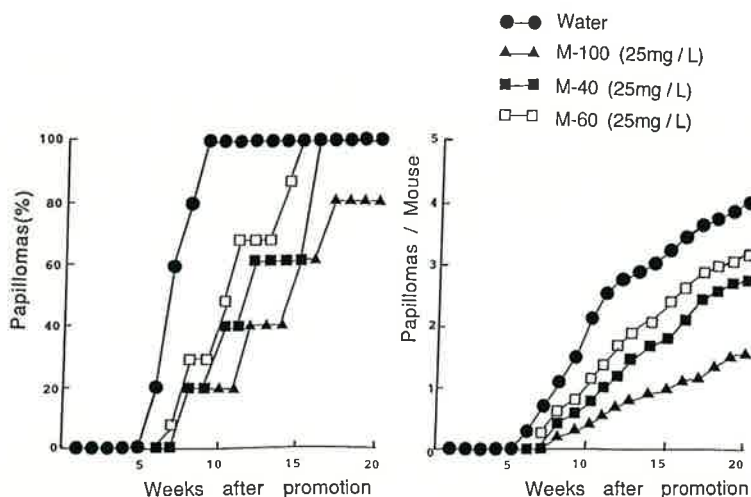 Water
M-100 (25mg / L)
M-40 (25mg / L)
M-60 (25mg / L)
Papillomas(%)
100
80
60
40
20
0
5
10
15
20
Weeks after promotion
Papillomas / Mouse
5
4
3
2
1
0
5
10
15
20
Weeks after promotion